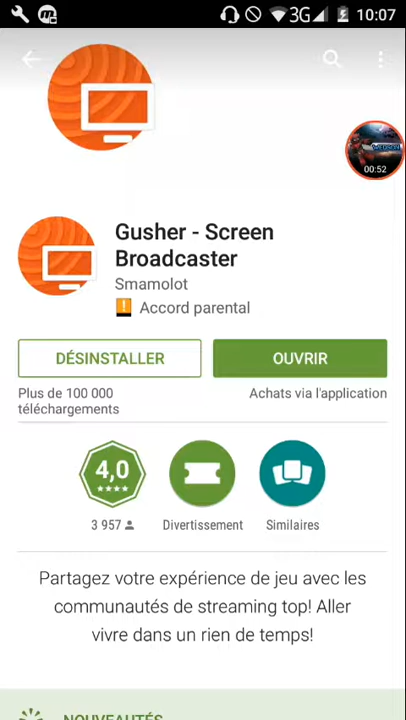 3G 10:07
00:52
Gusher - Screen
Broadcaster
Smamolot
! Accord parental
DÉSINSTALLER
OUVRIR
Plus de 100 000
téléchargements
Achats via l'application
4,0
3 957
Divertissement
Similaires
Partagez votre expérience de jeu avec les
communautés de streaming top! Aller
vivre dans un rien de temps!
NOUVEAUTÉS